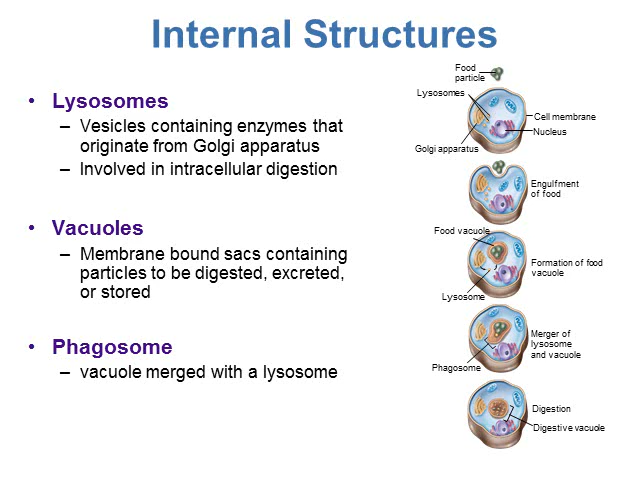 Internal Structures
• Lysosomes
– Vesicles containing enzymes that
originate from Golgi apparatus
– Involved in intracellular digestion
• Vacuoles
– Membrane bound sacs containing
particles to be digested, excreted,
or stored
• Phagosome
– vacuole merged with a lysosome
Food
particle
Lysosomes
Cell membrane
Nucleus
Golgi apparatus
Engulfment
of food
Food vacuole
Formation of food
vacuole
Lysosome
Merger of
lysosome
and vacuole
Phagosome
Digestion
Digestive vacuole